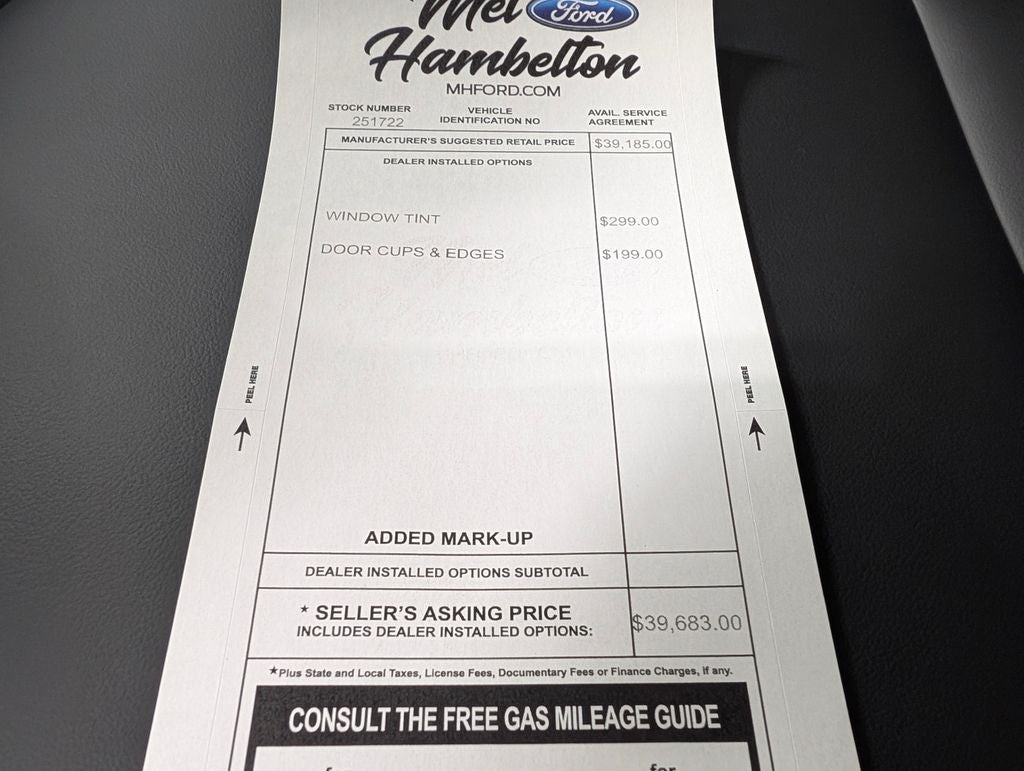 Mel Ford
Hambelton
MHFORD.COM
STOCK NUMBER
251722
VEHICLE
IDENTIFICATION NO
AVAIL. SERVICE
AGREEMENT
MANUFACTURER'S SUGGESTED RETAIL PRICE $39,185.00
DEALER INSTALLED OPTIONS
WINDOW TINT $299.00
DOOR CUPS & EDGES $199.00
PEEL HERE
PEEL HERE
ADDED MARK-UP
DEALER INSTALLED OPTIONS SUBTOTAL
★ SELLER'S ASKING PRICE
INCLUDES DEALER INSTALLED OPTIONS: $39,683.00
★Plus State and Local Taxes, License Fees, Documentary Fees or Finance Charges, if any.
CONSULT THE FREE GAS MILEAGE GUIDE